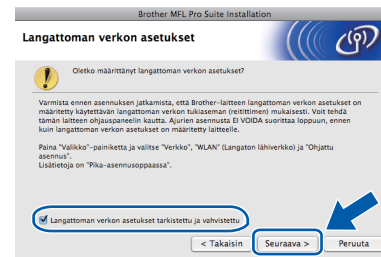 Brother MFL Pro Suite Installation
Langattoman verkon asetukset
Oletko määrittänyt langattoman verkon asetukset?
Varmista ennen asennuksen jatkamista, että Brother-laitteen langattoman verkon asetukset on
määritetty käytettävän langattoman verkon tukiaseman (reitittimen) mukaisesti. Voit tehdä
tämän laitteen ohjauspaneelin kautta. Ajurien asennusta EI VOIDA suorittaa loppuun, ennen
kuin langattoman verkon asetukset on määritetty laitteelle.
Paina "Valikko"-painiketta ja valitse "Verkko", "WLAN" (Langaton lähiverkko) ja "Ohjattu
asennus".
Lisätietoja on "Pika-asennusoppaassa".
Langattoman verkon asetukset tarkistettu ja vahvistettu
< Takaisin Seuraava > Peruuta